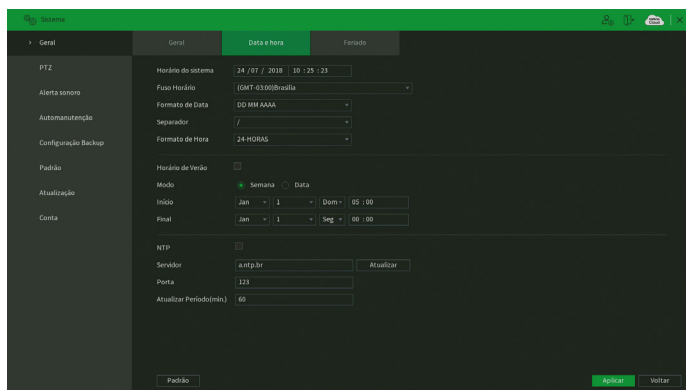 Sistema
Geral
PTZ
Alerta sonoro
Automanutenção
Configuração Backup
Padrão
Atualização
Conta
Geral Data e hora Feriado
Horário do sistema 24 / 07 / 2018 10 : 25 : 23
Fuso Horário (GMT-03:00)Brasília
Formato de Data DD MM AAAA
Separador /
Formato de Hora 24-HORAS
Horário de Verão
Modo Semana Data
Início Jan 1 Dom 05 : 00
Final Jan 1 Seg 00 : 00
NTP
Servidor a.ntp.br Atualizar
Porta 123
Atualizar Período(min.) 60
Padrão Aplicar Voltar